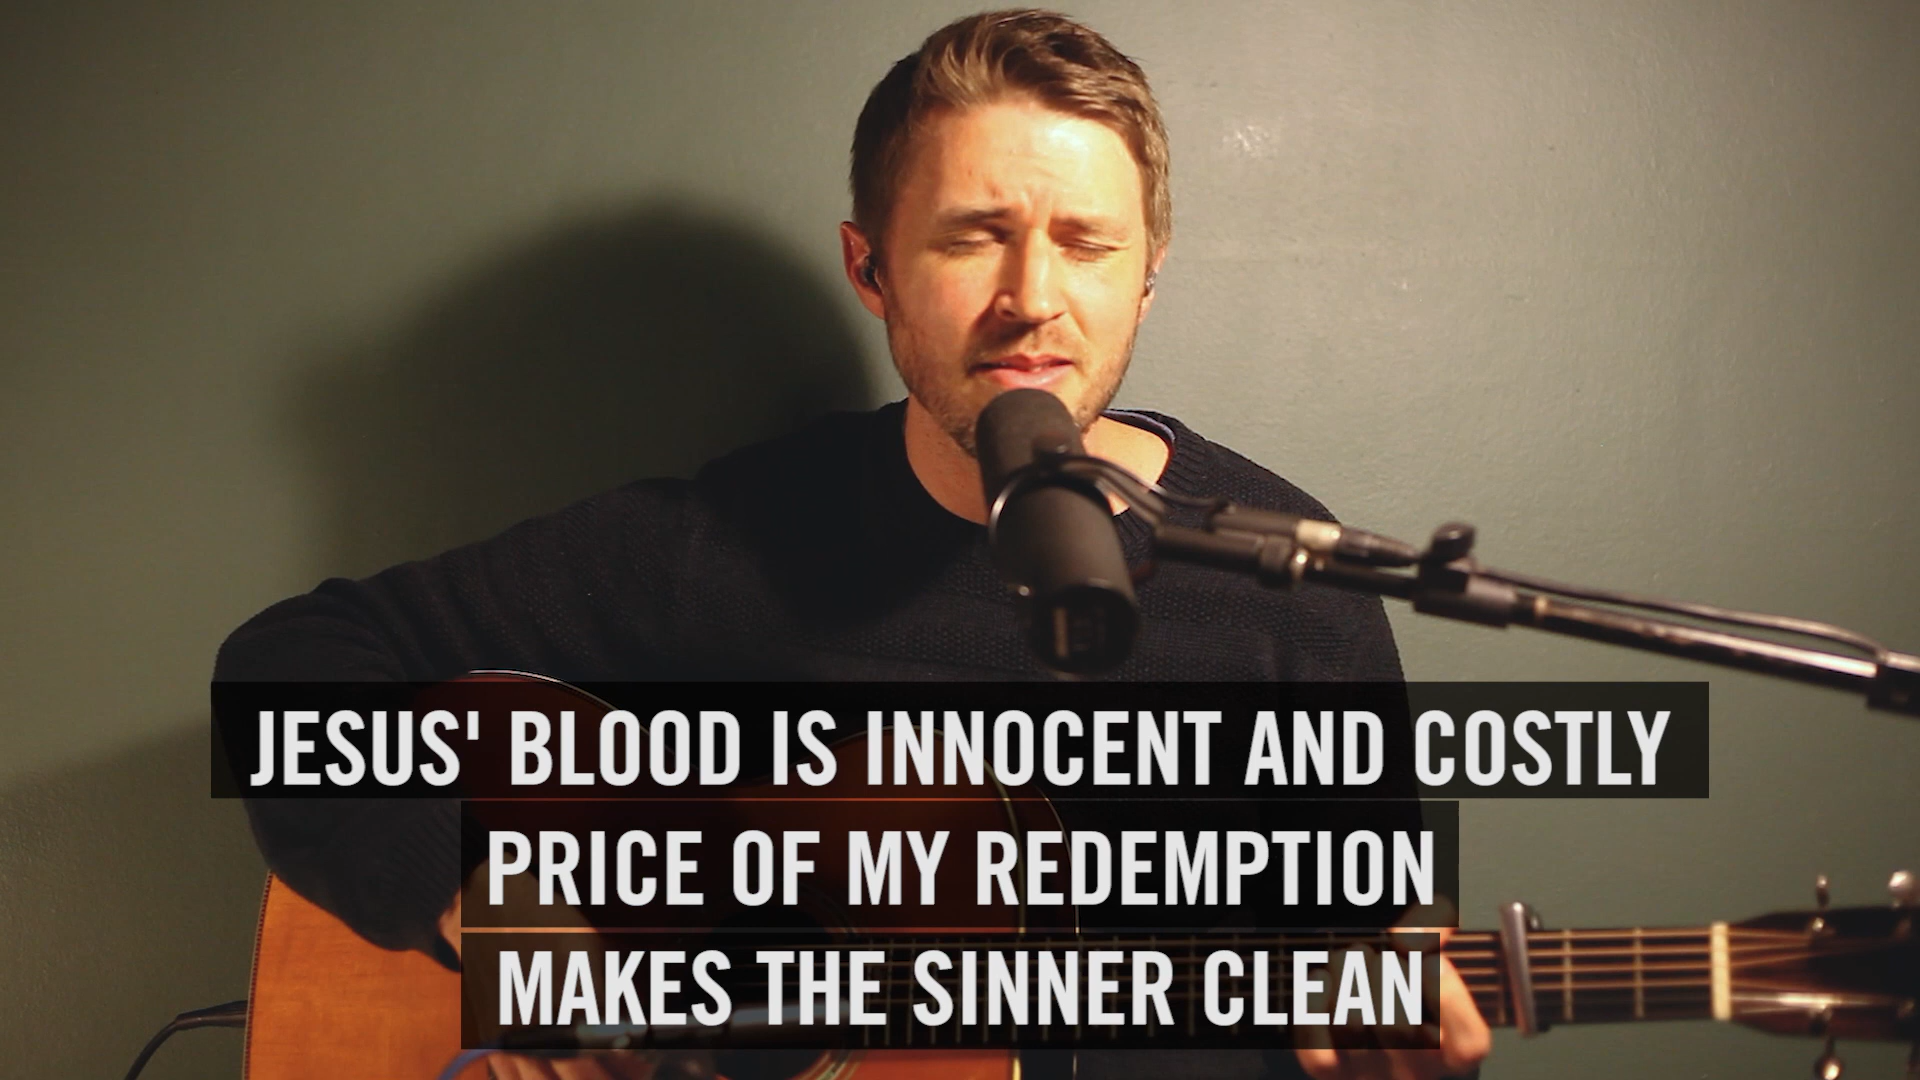 JESUS' BLOOD IS INNOCENT AND COSTLY
PRICE OF MY REDEMPTION
MAKES THE SINNER CLEAN